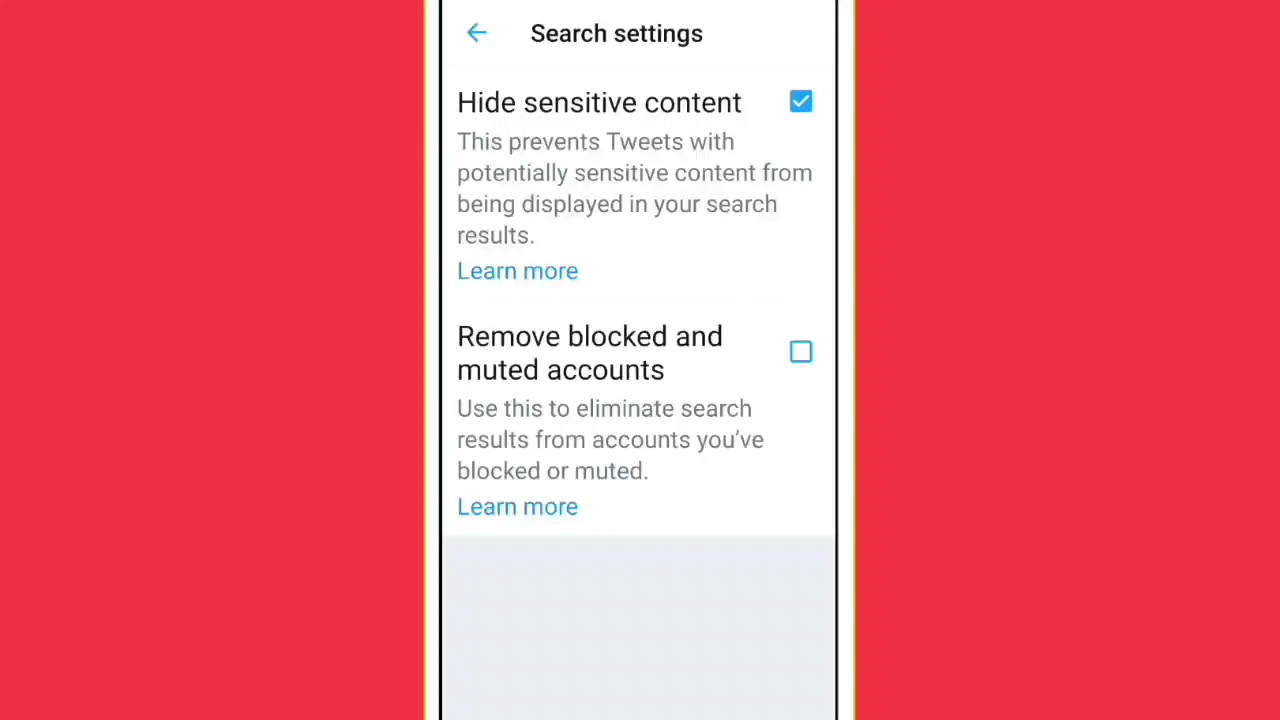 Search settings
Hide sensitive content
This prevents Tweets with
potentially sensitive content from
being displayed in your search
results.
Learn more
Remove blocked and
muted accounts
Use this to eliminate search
results from accounts you’ve
blocked or muted.
Learn more